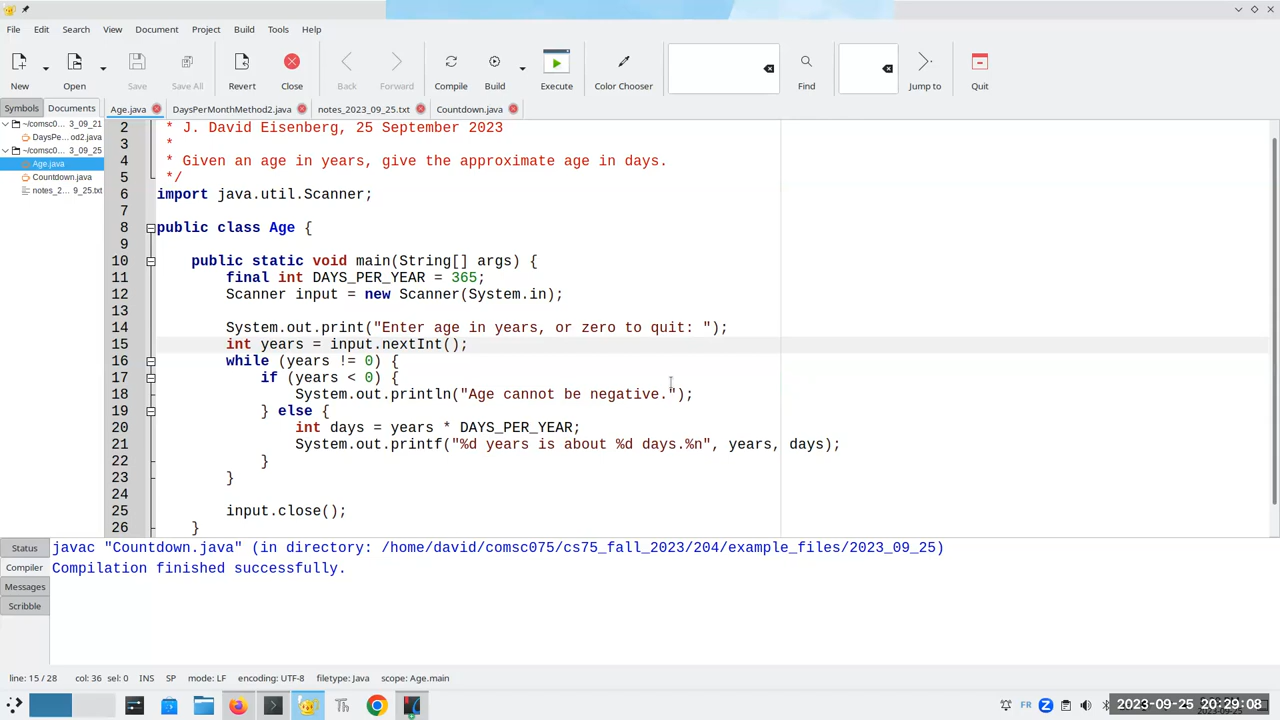 File Edit Search View Document Project Build Tools Help
New Open Save Save All Revert Close Back Forward Compile Build Execute Color Chooser Find Jump to Quit
Symbols Documents
Age.java DaysPerMonthMethod2.java notes_2023_09_25.txt Countdown.java
~/comsc0... 3_09_21
DaysPe... od2.java
~/comsc0... 3_09_25
Age.java
Countdown.java
notes_2... 9_25.txt
2 * J. David Eisenberg, 25 September 2023
3 *
4 * Given an age in years, give the approximate age in days.
5 */
6 import java.util.Scanner;
7
8 public class Age {
9
10 public static void main(String[] args) {
11 final int DAYS_PER_YEAR = 365;
12 Scanner input = new Scanner(System.in);
13
14 System.out.print("Enter age in years, or zero to quit: ");
15 int years = input.nextInt();
16 while (years != 0) {
17 if (years < 0) {
18 System.out.println("Age cannot be negative.");
19 } else {
20 int days = years * DAYS_PER_YEAR;
21 System.out.printf("%d years is about %d days.%n", years, days);
22 }
23 }
24
25 input.close();
26 }
Status
Compiler
Messages
Scribble
javac "Countdown.java" (in directory: /home/david/comsc075/cs75_fall_2023/204/example_files/2023_09_25)
Compilation finished successfully.
line: 15 / 28 col: 36 sel: 0 INS SP mode: LF encoding: UTF-8 filetype: Java scope: Age.main
FR 2023-09-25 20:29:08